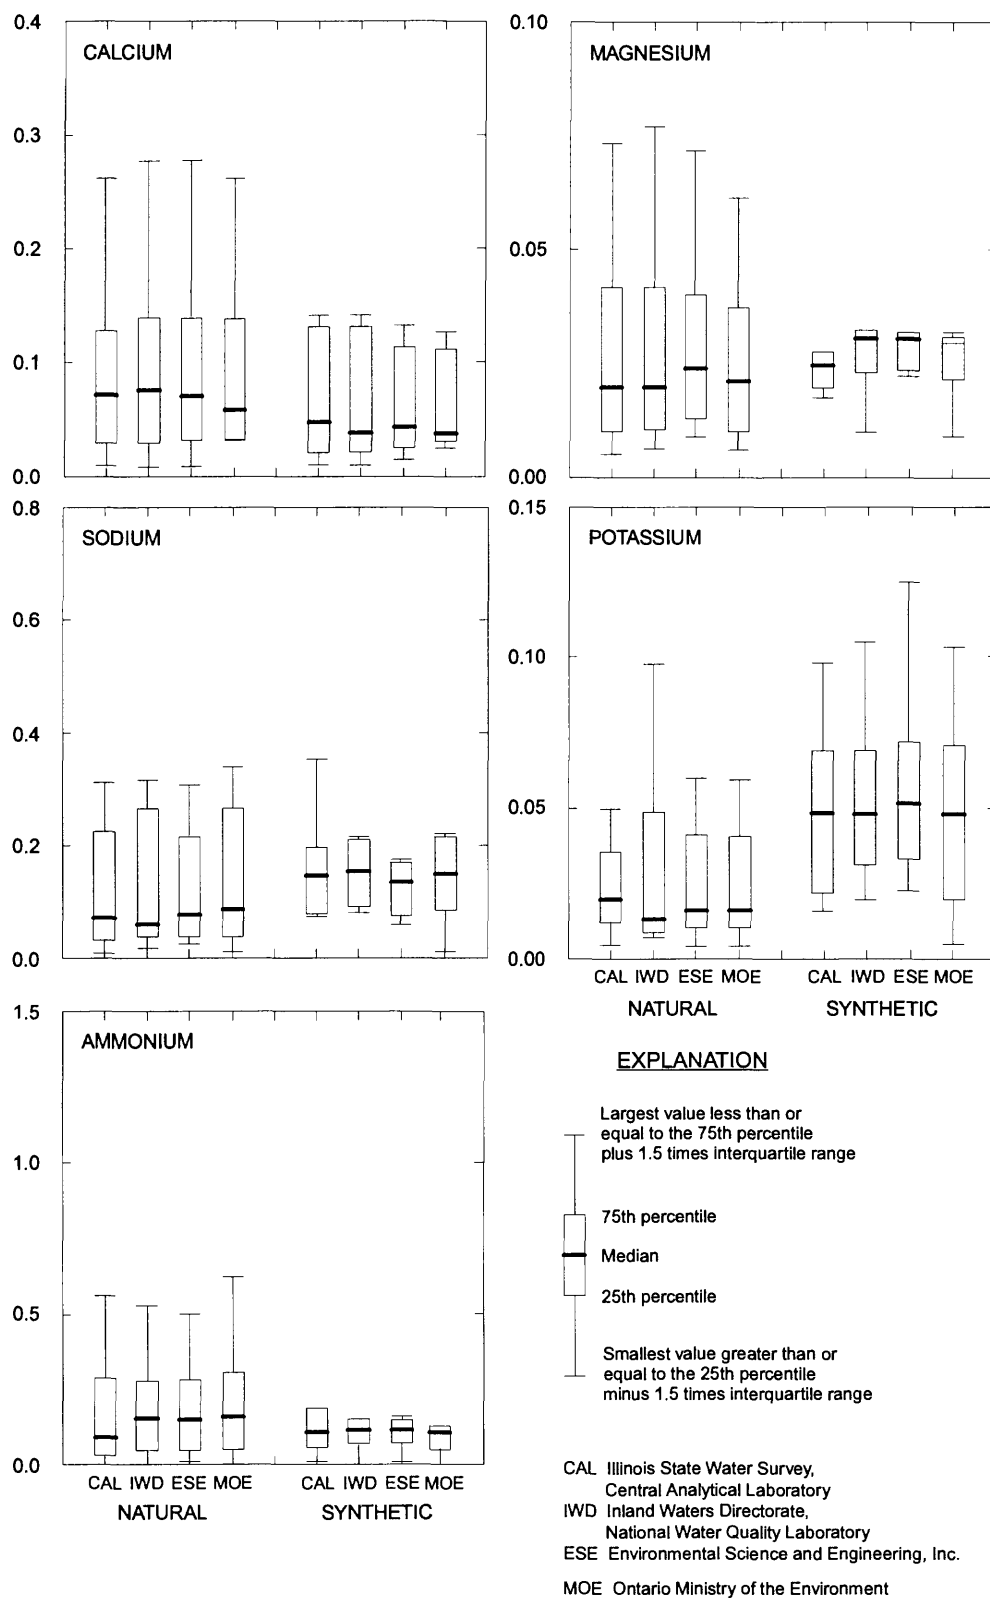 CALCIUM
0.4
0.3
0.2
0.1
0.0
MAGNESIUM
0.10
0.05
0.00
SODIUM
0.8
0.6
0.4
0.2
0.0
POTASSIUM
0.15
0.10
0.05
0.00
CAL IWD ESE MOE CAL IWD ESE MOE
NATURAL SYNTHETIC
AMMONIUM
1.5
1.0
0.5
0.0
CAL IWD ESE MOE CAL IWD ESE MOE
NATURAL SYNTHETIC
EXPLANATION
Largest value less than or
equal to the 75th percentile
plus 1.5 times interquartile range
75th percentile
Median
25th percentile
Smallest value greater than or
equal to the 25th percentile
minus 1.5 times interquartile range
CAL Illinois State Water Survey,
Central Analytical Laboratory
IWD Inland Waters Directorate,
National Water Quality Laboratory
ESE Environmental Science and Engineering, Inc.
MOE Ontario Ministry of the Environment